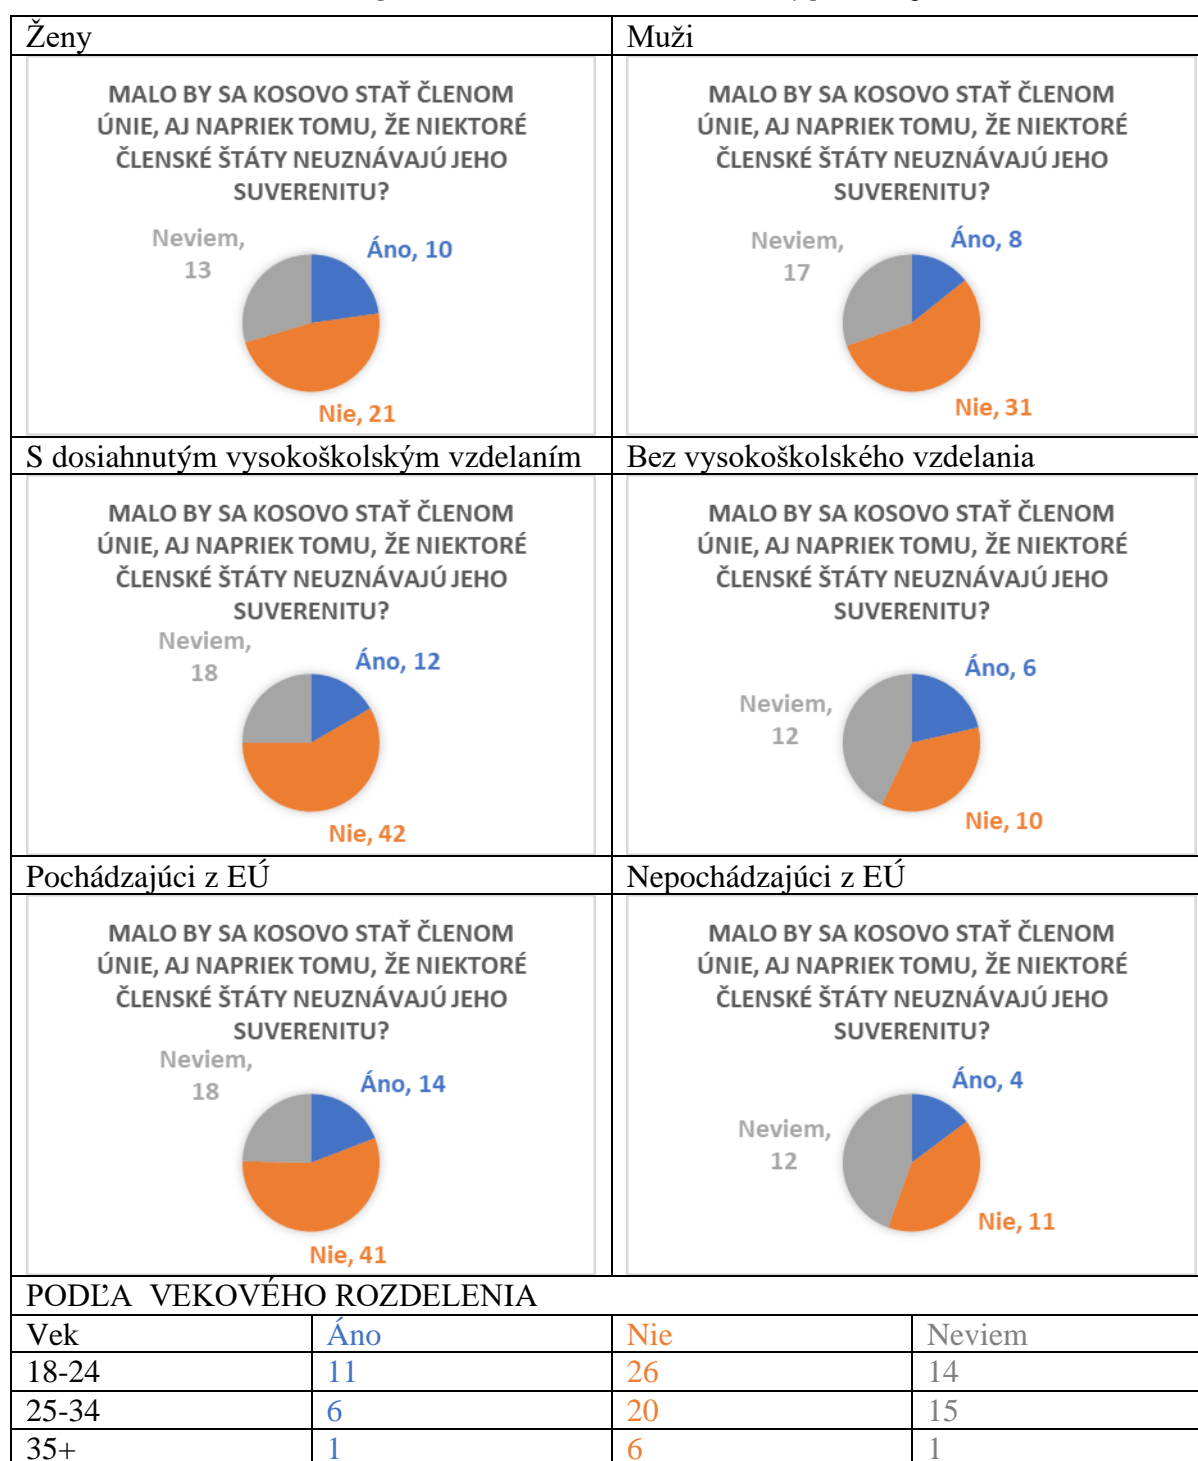 Ženy
Muži
MALO BY SA KOSOVO STAŤ ČLENOM
ÚNIE, AJ NAPRIEK TOMU, ŽE NIEKTORÉ
ČLENSKÉ ŠTÁTY NEUZNÁVAJÚ JEHO
SUVERENITU?
Neviem,
13
Áno, 10
Nie, 21
MALO BY SA KOSOVO STAŤ ČLENOM
ÚNIE, AJ NAPRIEK TOMU, ŽE NIEKTORÉ
ČLENSKÉ ŠTÁTY NEUZNÁVAJÚ JEHO
SUVERENITU?
Neviem,
17
Áno, 8
Nie, 31
S dosiahnutým vysokoškolským vzdelaním
Bez vysokoškolského vzdelania
MALO BY SA KOSOVO STAŤ ČLENOM
ÚNIE, AJ NAPRIEK TOMU, ŽE NIEKTORÉ
ČLENSKÉ ŠTÁTY NEUZNÁVAJÚ JEHO
SUVERENITU?
Neviem,
18
Áno, 12
Nie, 42
MALO BY SA KOSOVO STAŤ ČLENOM
ÚNIE, AJ NAPRIEK TOMU, ŽE NIEKTORÉ
ČLENSKÉ ŠTÁTY NEUZNÁVAJÚ JEHO
SUVERENITU?
Áno, 6
Neviem,
12
Nie, 10
Pochádzajúci z EÚ
Nepochádzajúci z EÚ
MALO BY SA KOSOVO STAŤ ČLENOM
ÚNIE, AJ NAPRIEK TOMU, ŽE NIEKTORÉ
ČLENSKÉ ŠTÁTY NEUZNÁVAJÚ JEHO
SUVERENITU?
Neviem,
18
Áno, 14
Nie, 41
MALO BY SA KOSOVO STAŤ ČLENOM
ÚNIE, AJ NAPRIEK TOMU, ŽE NIEKTORÉ
ČLENSKÉ ŠTÁTY NEUZNÁVAJÚ JEHO
SUVERENITU?
Áno, 4
Neviem,
12
Nie, 11
PODĽA VEKOVÉHO ROZDELENIA
Vek Áno Nie Neviem
18-24 11 26 14
25-34 6 20 15
35+ 1 6 1